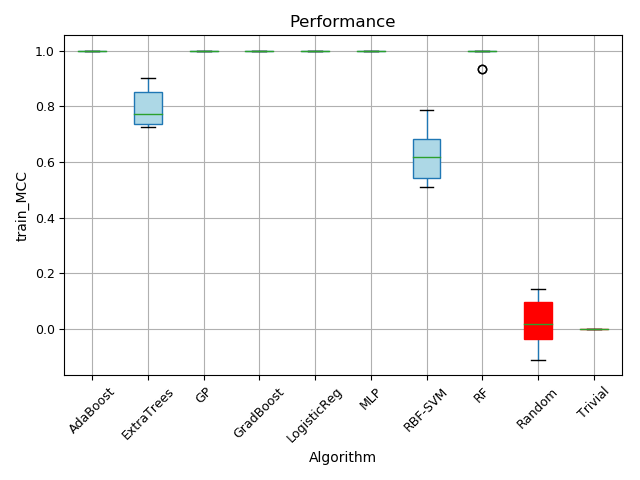 Performance
train_MCC
1.0
0.8
0.6
0.4
0.2
0.0
AdaBoost
ExtraTrees
GP
GradBoost
LogisticReg
MLP
RBF-SVM
RF
Random
Trivial
Algorithm